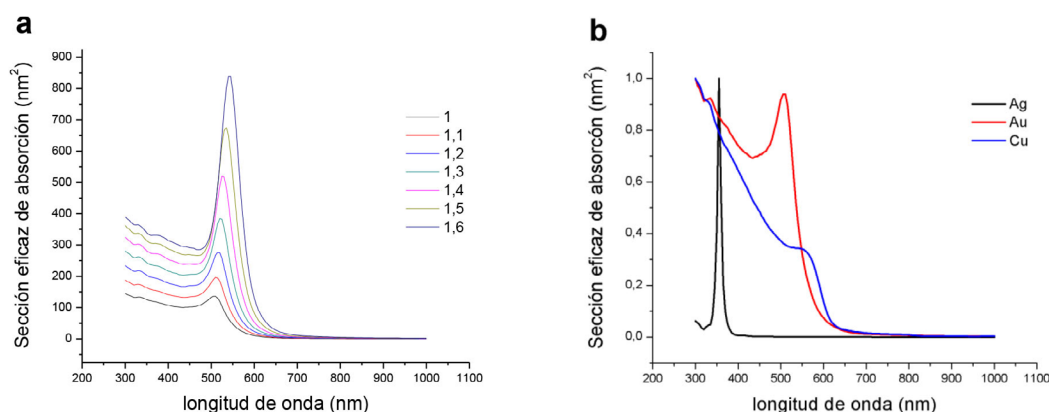 a
Sección eficaz de absorción (nm²)
900
800
700
600
500
400
300
200
100
0
1
1,1
1,2
1,3
1,4
1,5
1,6
200 300 400 500 600 700 800 900 1000 1100
longitud de onda (nm)
b
Sección eficaz de absorcón (nm²)
1,0
0,8
0,6
0,4
0,2
0,0
Ag
Au
Cu
200 300 400 500 600 700 800 900 1000 1100
longitud de onda (nm)